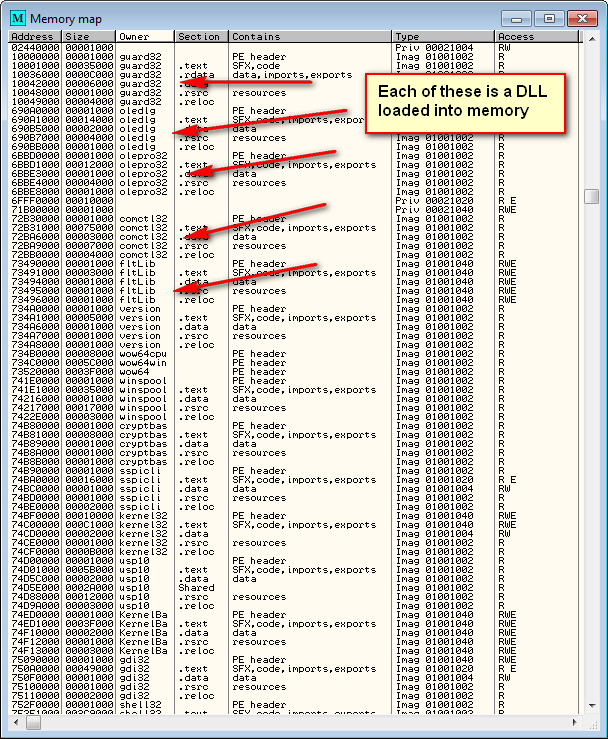 M Memory map
Address Size Owner Section Contains Type Access
02440000 00001000 Priv 00021004 RW
10000000 00001000 guard32 PE header Imag 01001002 R
10001000 00035000 guard32 .text SFX,code Imag 01001002 R
10036000 0000C000 guard32 .rdata data,imports,exports Imag 01001002 R
10042000 00006000 guard32 Imag 01001002 R
10048000 00001000 guard32 .rsrc resources Imag 01001002 R
10049000 00004000 guard32 .reloc Imag 01001002 R
Each of these is a DLL
loaded into memory
690A0000 00001000 oledlg PE header Imag 01001002 R
690A1000 00014000 oledlg .text SFX,code,imports,exports Imag 01001002 R
690B5000 00002000 oledlg data Imag 01001002 R
690B7000 00004000 oledlg .rsrc resources Imag 01001002 R
690BB000 00001000 oledlg .reloc Imag 01001002 R
6BBD0000 00001000 olepro32 PE header Imag 01001002 R
6BBD1000 00012000 olepro32 .text SFX,code,imports,exports Imag 01001002 R
6BBE3000 00001000 olepro32 data Imag 01001002 R
6BBE4000 00004000 olepro32 .rsrc resources Imag 01001002 R
6BBE8000 00001000 olepro32 .reloc Imag 01001002 R
6FFF0000 00010000 Priv 00021020 R E
71B00000 00001000 Priv 00021040 RWE
72B30000 00001000 comctl32 PE header Imag 01001002 R
72B31000 00075000 comctl32 .text SFX,code,imports,exports Imag 01001002 R
72BA6000 00003000 comctl32 .data data Imag 01001002 R
72BA9000 00007000 comctl32 .rsrc resources Imag 01001002 R
72BB0000 00004000 comctl32 .reloc Imag 01001002 R
73490000 00001000 fltLib PE header Imag 01001040 RWE
73491000 00003000 fltLib .text SFX,code,imports,exports Imag 01001040 RWE
73494000 00001000 fltLib .data data Imag 01001040 RWE
73495000 00001000 fltLib .rsrc resources Imag 01001040 RWE
73496000 00001000 fltLib .reloc Imag 01001040 RWE
734A0000 00001000 version PE header Imag 01001002 R
734A1000 00005000 version .text SFX,code,imports,exports Imag 01001002 R
734A6000 00001000 version .data data Imag 01001002 R
734A7000 00001000 version .rsrc resources Imag 01001002 R
734A8000 00001000 version .reloc Imag 01001002 R
734B0000 00008000 wow64cpu PE header Imag 01001002 R
734C0000 0005C000 wow64win PE header Imag 01001002 R
73520000 0003F000 wow64 PE header Imag 01001002 R
741E0000 00001000 winspool PE header Imag 01001002 R
741E1000 00035000 winspool .text SFX,code,imports,exports Imag 01001002 R
74216000 00001000 winspool .data data Imag 01001002 R
74217000 00017000 winspool .rsrc resources Imag 01001002 R
7422E000 00003000 winspool .reloc Imag 01001002 R
74B80000 00001000 cryptbas PE header Imag 01001002 R
74B81000 00008000 cryptbas .text SFX,code,imports,exports Imag 01001002 R
74B89000 00001000 cryptbas .data data Imag 01001002 R
74B8A000 00001000 cryptbas .rsrc resources Imag 01001002 R
74B8B000 00001000 cryptbas .reloc Imag 01001002 R
74B90000 00001000 sspicli PE header Imag 01001002 R
74BA0000 00016000 sspicli .text SFX,code,imports,exports Imag 01001020 R E
74BC0000 00001000 sspicli .data data Imag 01001004 RW
74BD0000 00001000 sspicli .rsrc resources Imag 01001002 R
74BE0000 00002000 sspicli .reloc Imag 01001002 R
74BF0000 00010000 kernel32 PE header Imag 01001040 RWE
74C00000 000C1000 kernel32 .text SFX,code,imports,exports Imag 01001040 RWE
74CD0000 00002000 kernel32 .data data Imag 01001004 RW
74CE0000 00001000 kernel32 .rsrc resources Imag 01001002 R
74CF0000 0000B000 kernel32 .reloc Imag 01001002 R
74D00000 00001000 usp10 PE header Imag 01001002 R
74D01000 0005B000 usp10 .text SFX,code,imports,exports Imag 01001002 R
74D5C000 00002000 usp10 .data data Imag 01001002 R
74D5E000 0002A000 usp10 Shared Imag 01001002 R
74D88000 00012000 usp10 .rsrc resources Imag 01001002 R
74D9A000 00003000 usp10 .reloc Imag 01001002 R
74ED0000 00001000 KernelBa PE header Imag 01001040 RWE
74ED1000 0003F000 KernelBa .text SFX,code,imports,exports Imag 01001040 RWE
74F10000 00002000 KernelBa .data data Imag 01001040 RWE
74F12000 00001000 KernelBa .rsrc resources Imag 01001040 RWE
74F13000 00003000 KernelBa .reloc Imag 01001040 RWE
75090000 00001000 gdi32 PE header Imag 01001002 R
750A0000 00049000 gdi32 .text SFX,code,imports,exports Imag 01001020 R E
750F0000 00002000 gdi32 .data data Imag 01001004 RW
75100000 00001000 gdi32 .rsrc resources Imag 01001002 R
75110000 00002000 gdi32 .reloc Imag 01001002 R
752F0000 00001000 shell32 PE header Imag 01001002 R